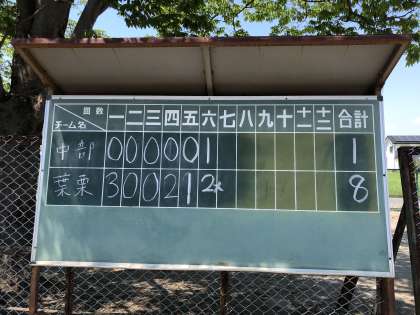 回数 一 二 三 四 五 六 七 八 九 十 十一 十二 合計
チーム名
中部 0 0 0 0 0 1 1
葉栗 3 0 0 2 1 2x 8